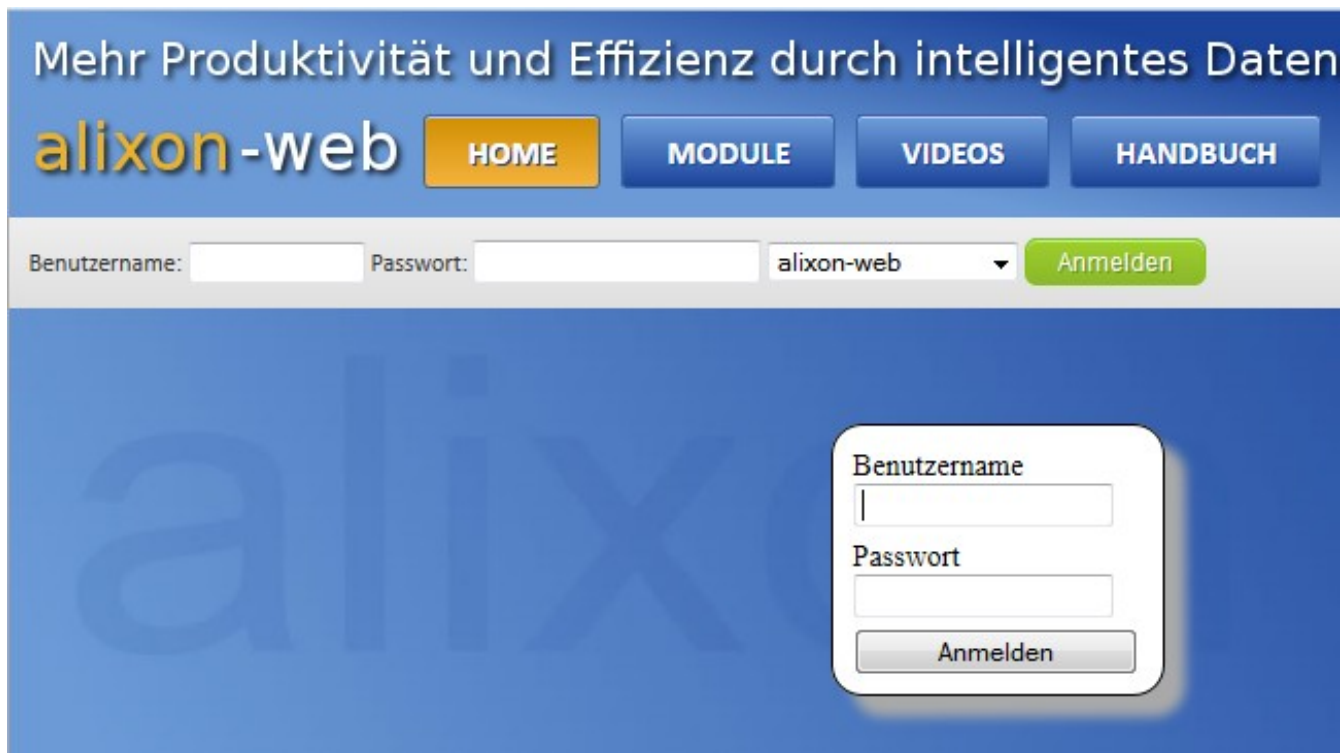 Mehr Produktivität und Effizienz durch intelligentes Daten
alixon-web HOME MODULE VIDEOS HANDBUCH
Benutzername: Passwort: alixon-web Anmelden
alixon
Benutzername
Passwort
Anmelden